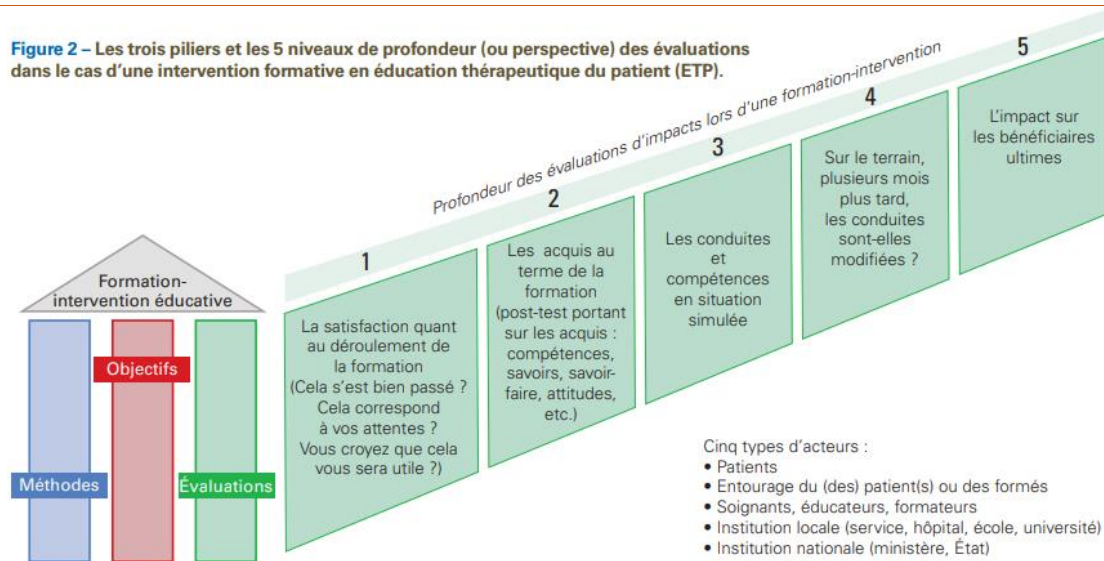 Figure 2 – Les trois piliers et les 5 niveaux de profondeur (ou perspective) des évaluations
dans le cas d’une intervention formative en éducation thérapeutique du patient (ETP).
Profondeur des évaluations d’impacts lors d’une formation-intervention
Formation-
intervention éducative
Méthodes
Objectifs
Évaluations
1
La satisfaction quant
au déroulement de
la formation
(Cela s’est bien passé ?
Cela correspond
à vos attentes ?
Vous croyez que cela
vous sera utile ?)
2
Les acquis au
terme de la
formation
(post-test portant
sur les acquis :
compétences,
savoirs, savoir-
faire, attitudes,
etc.)
3
Les conduites
et
compétences
en situation
simulée
4
Sur le terrain,
plusieurs mois
plus tard,
les conduites
sont-elles
modifiées ?
5
L’impact sur
les bénéficiaires
ultimes
Cinq types d’acteurs :
• Patients
• Entourage du (des) patient(s) ou des formés
• Soignants, éducateurs, formateurs
• Institution locale (service, hôpital, école, université)
• Institution nationale (ministère, État)